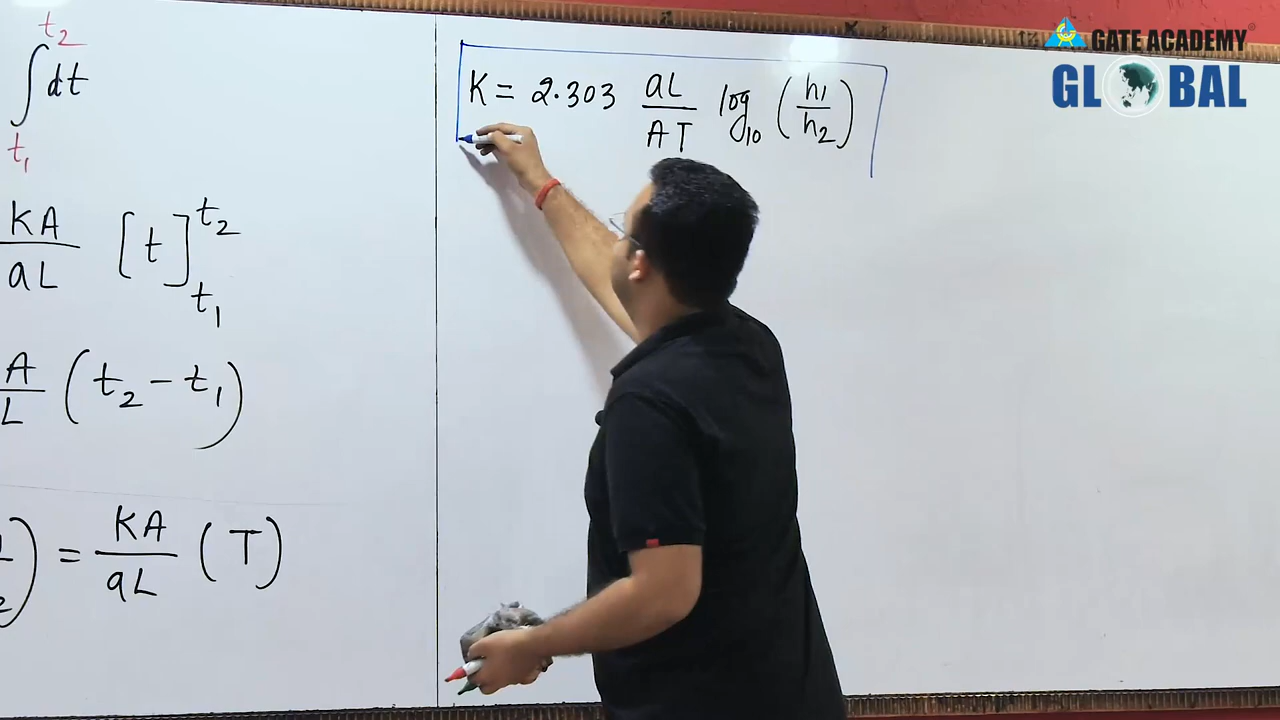 ∫ dt t₂ t₁
KA/aL [t] t₂ t₁
A/L (t₂ - t₁)
) = KA/aL (T)
K = 2.303 aL/AT log₁₀ (h₁/h₂)
GATE ACADEMY
GLOBAL